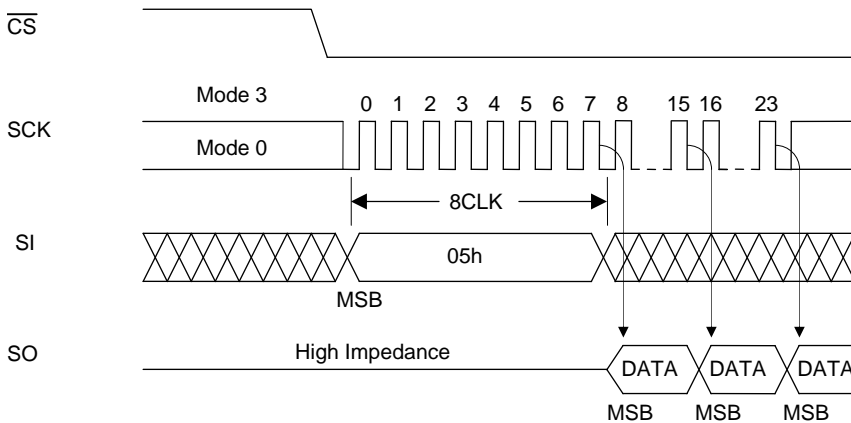 CS
Mode 3
0 1 2 3 4 5 6 7 8 15 16 23
SCK
Mode 0
8CLK
SI
05h
MSB
SO
High Impedance
DATA DATA DATA
MSB MSB MSB